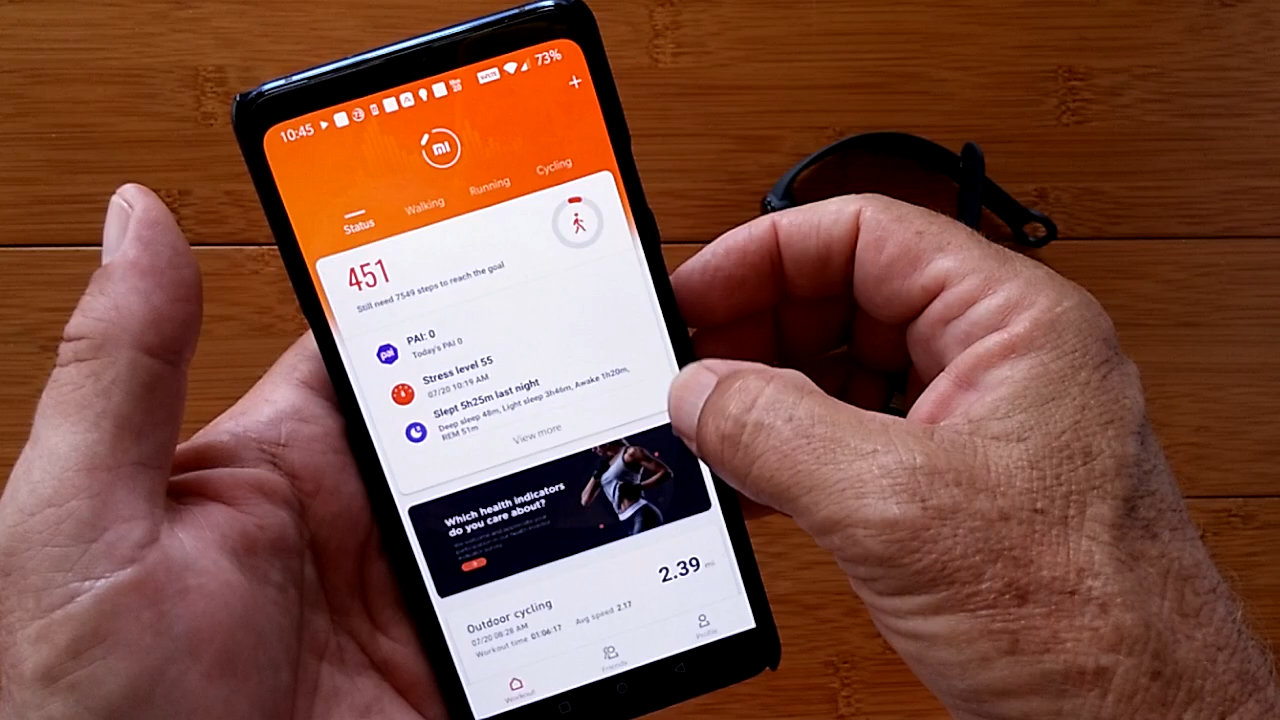 10:45
73%
mi
Status Walking Running Cycling
451
Still need 7549 steps to reach the goal
pai
PAI: 0
Today's PAI 0
Stress level 55
07/20 10:19 AM
Slept 5h25m last night
Deep sleep 48m, Light sleep 3h46m, Awake 1h20m,
REM 51m
View more
Which health indicators
do you care about?
Outdoor cycling
2.39 mi
07/20 08:28 AM
Workout time 01:06:17 Avg speed 2.17
Workout Friends Profile